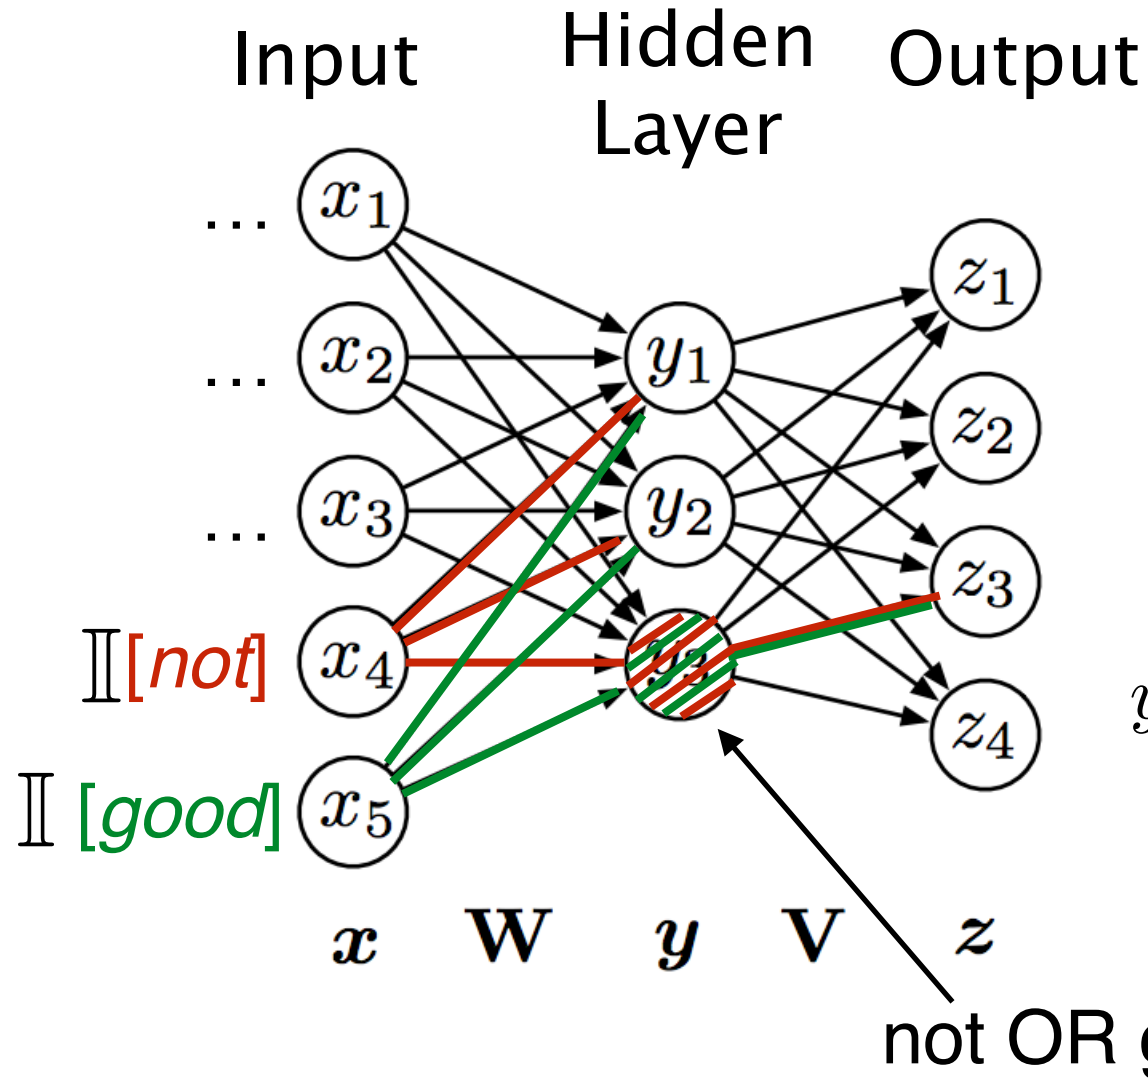 Input
Hidden
Layer
Output
... x₁
... x₂
... x₃
𝕀[not] x₄
𝕀 [good] x₅
y₁
y₂
y₃
z₁
z₂
z₃
z₄
y
x W y V z
not OR